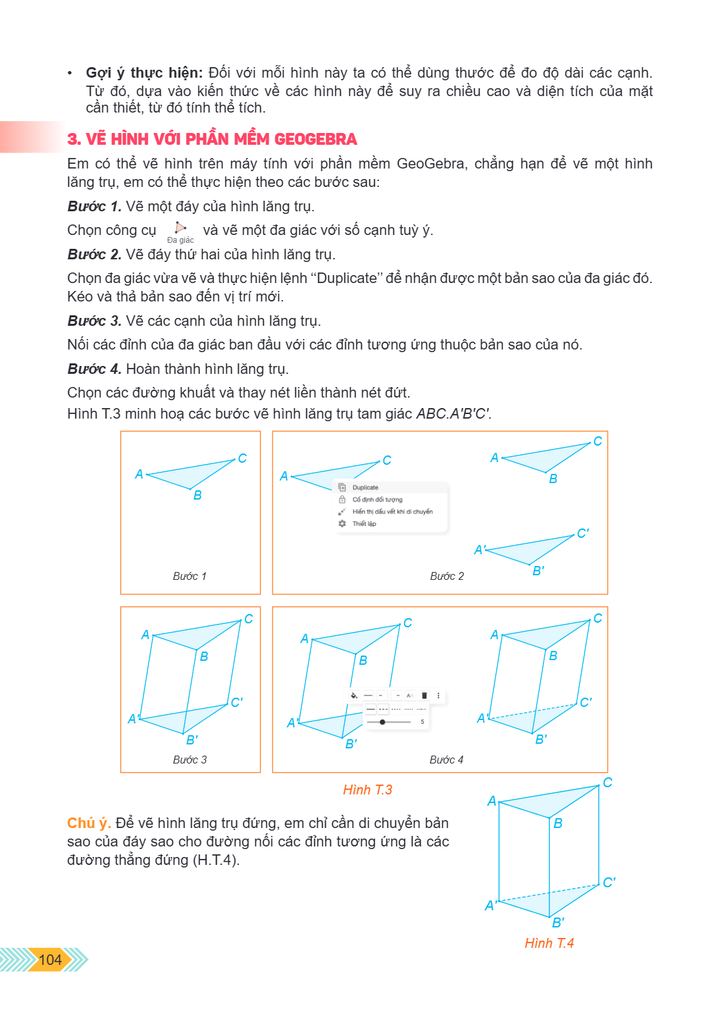 • Gợi ý thực hiện: Đối với mỗi hình này ta có thể dùng thước để đo độ dài các cạnh.
Từ đó, dựa vào kiến thức về các hình này để suy ra chiều cao và diện tích của mặt
cần thiết, từ đó tính thể tích.
3. VẼ HÌNH VỚI PHẦN MỀM GEOGEBRA
Em có thể vẽ hình trên máy tính với phần mềm GeoGebra, chẳng hạn để vẽ một hình
lăng trụ, em có thể thực hiện theo các bước sau:
Bước 1. Vẽ một đáy của hình lăng trụ.
Chọn công cụ Đa giác và vẽ một đa giác với số cạnh tuỳ ý.
Bước 2. Vẽ đáy thứ hai của hình lăng trụ.
Chọn đa giác vừa vẽ và thực hiện lệnh “Duplicate” để nhận được một bản sao của đa giác đó.
Kéo và thả bản sao đến vị trí mới.
Bước 3. Vẽ các cạnh của hình lăng trụ.
Nối các đỉnh của đa giác ban đầu với các đỉnh tương ứng thuộc bản sao của nó.
Bước 4. Hoàn thành hình lăng trụ.
Chọn các đường khuất và thay nét liền thành nét đứt.
Hình T.3 minh hoạ các bước vẽ hình lăng trụ tam giác ABC.A'B'C'.
A
C
B
Bước 1
A
C
Duplicate
Cố định đối tượng
Hiển thị dấu vết khi di chuyển
Thiết lập
A
C
B
A'
C'
B'
Bước 2
A
C
B
A'
C'
B'
Bước 3
A
C
B
A'
B'
5
A
C
B
A'
C'
B'
Bước 4
Hình T.3
Chú ý. Để vẽ hình lăng trụ đứng, em chỉ cần di chuyển bản
sao của đáy sao cho đường nối các đỉnh tương ứng là các
đường thẳng đứng (H.T.4).
A
C
B
A'
C'
B'
Hình T.4
104